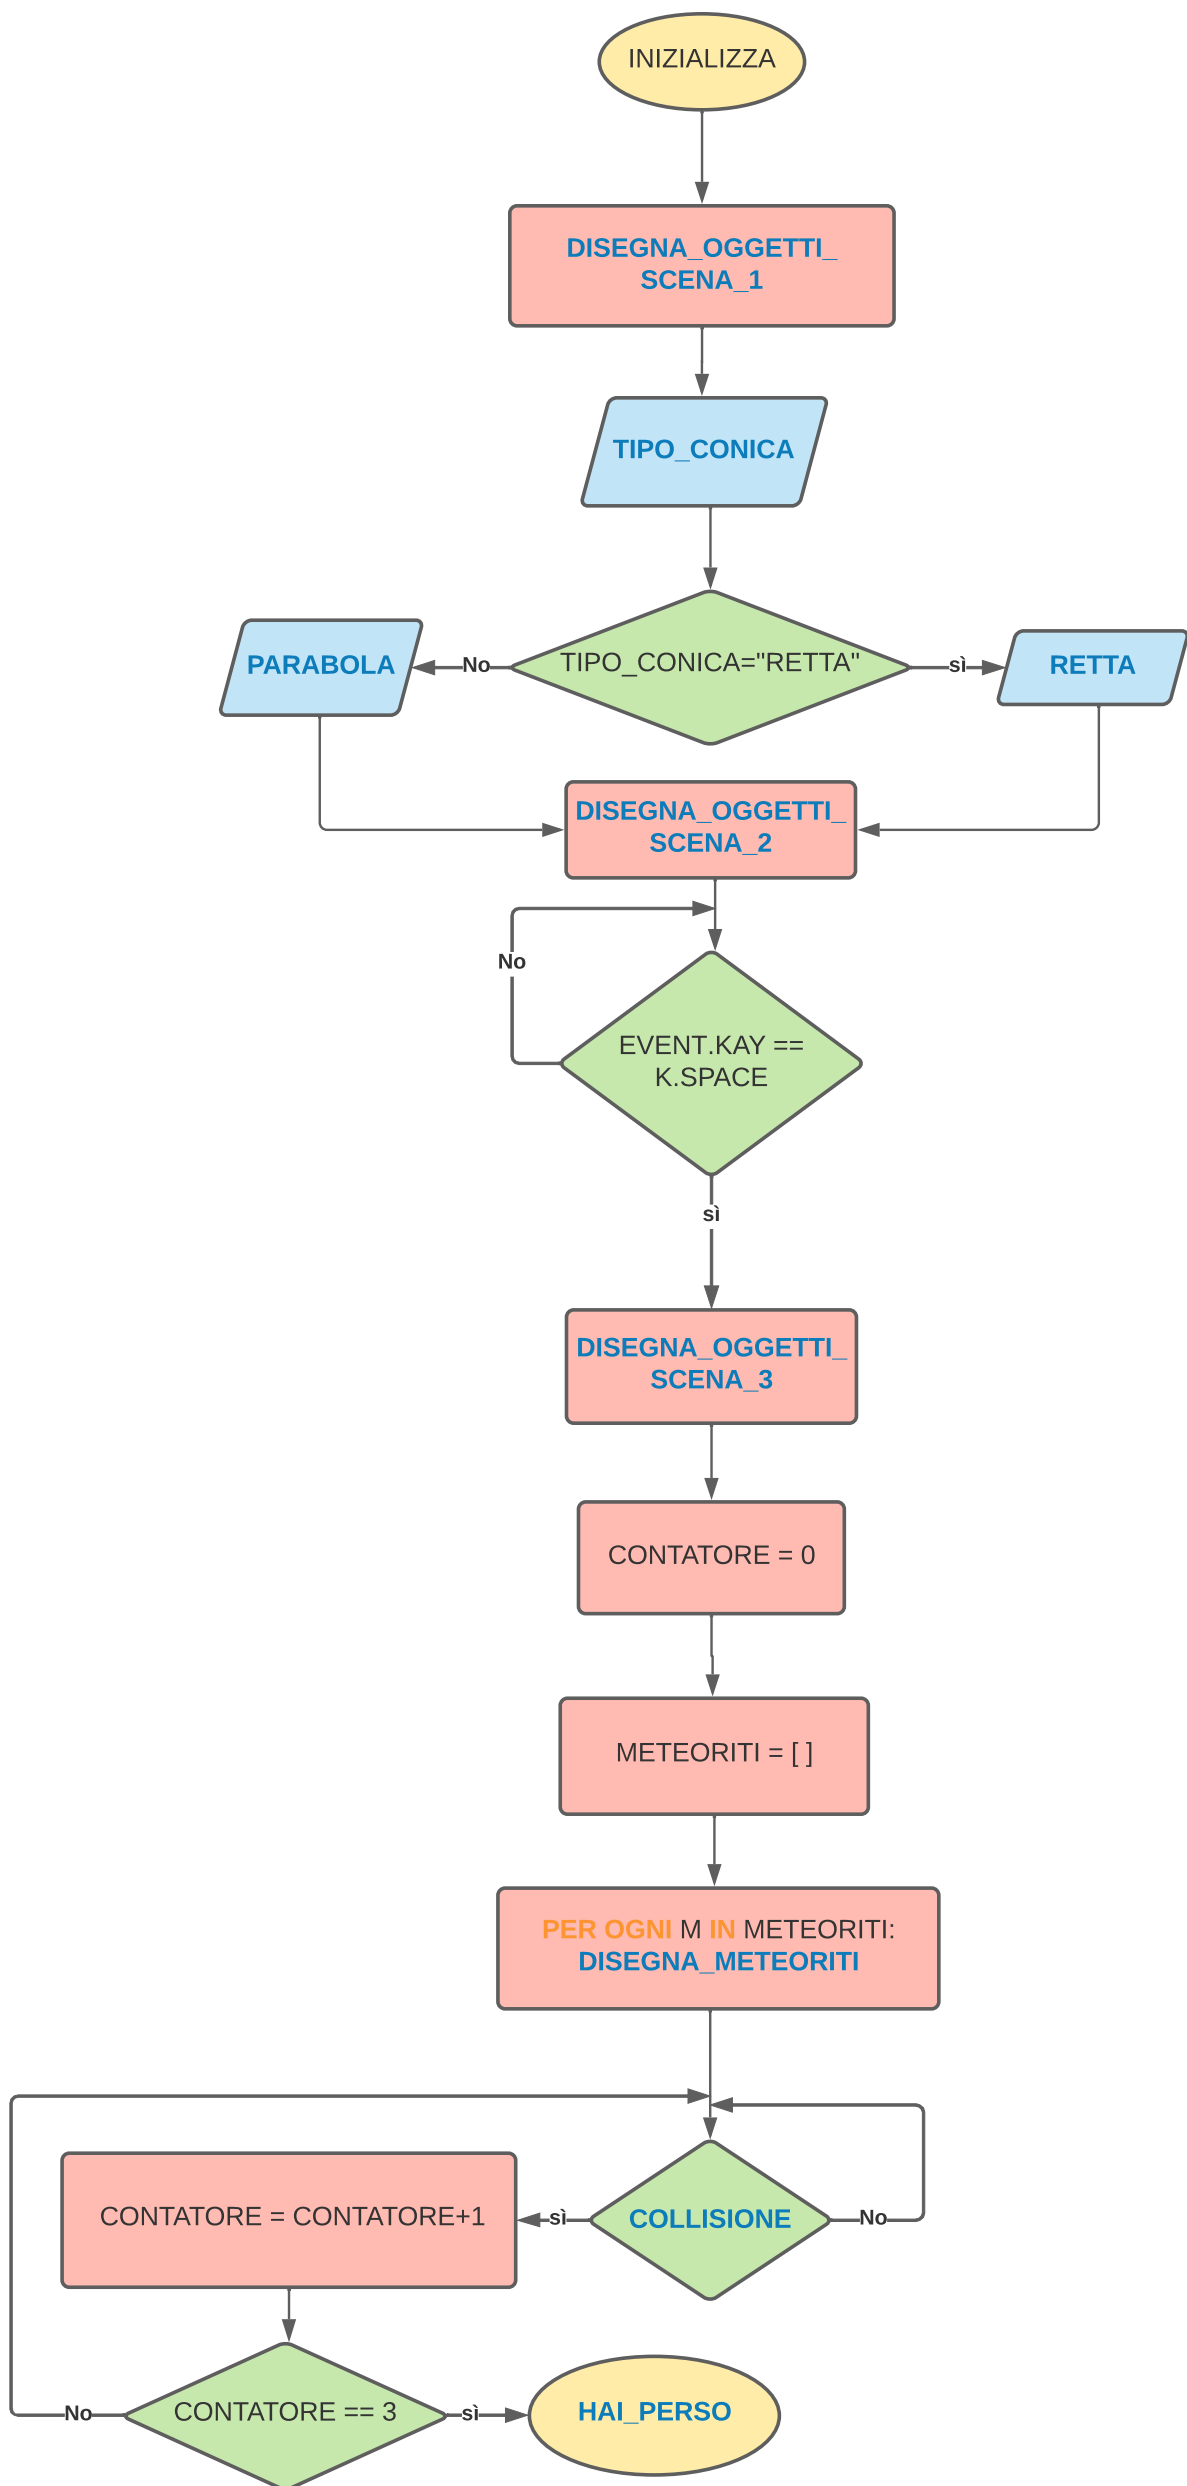 INIZIALIZZA
DISEGNA_OGGETTI_
SCENA_1
TIPO_CONICA
TIPO_CONICA="RETTA"
No
PARABOLA
sì
RETTA
DISEGNA_OGGETTI_
SCENA_2
No
EVENT.KAY ==
K.SPACE
sì
DISEGNA_OGGETTI_
SCENA_3
CONTATORE = 0
METEORITI = [ ]
PER OGNI M IN METEORITI:
DISEGNA_METEORITI
COLLISIONE
No
sì
CONTATORE = CONTATORE+1
CONTATORE == 3
No
sì
HAI_PERSO